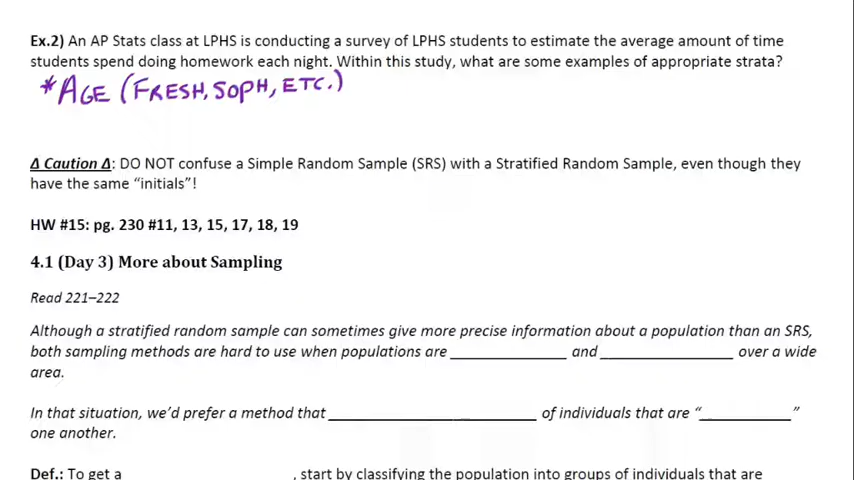 Ex.2) An AP Stats class at LPHS is conducting a survey of LPHS students to estimate the average amount of time
students spend doing homework each night. Within this study, what are some examples of appropriate strata?
*AGE (FRESH, SOPH, ETC.)
Δ Caution Δ: DO NOT confuse a Simple Random Sample (SRS) with a Stratified Random Sample, even though they
have the same “initials”!
HW #15: pg. 230 #11, 13, 15, 17, 18, 19
4.1 (Day 3) More about Sampling
Read 221–222
Although a stratified random sample can sometimes give more precise information about a population than an SRS,
both sampling methods are hard to use when populations are ____________ and ______________ over a wide
area.
In that situation, we’d prefer a method that ______________________ of individuals that are “__________”
one another.
Def.: To get a ____________________, start by classifying the population into groups of individuals that are